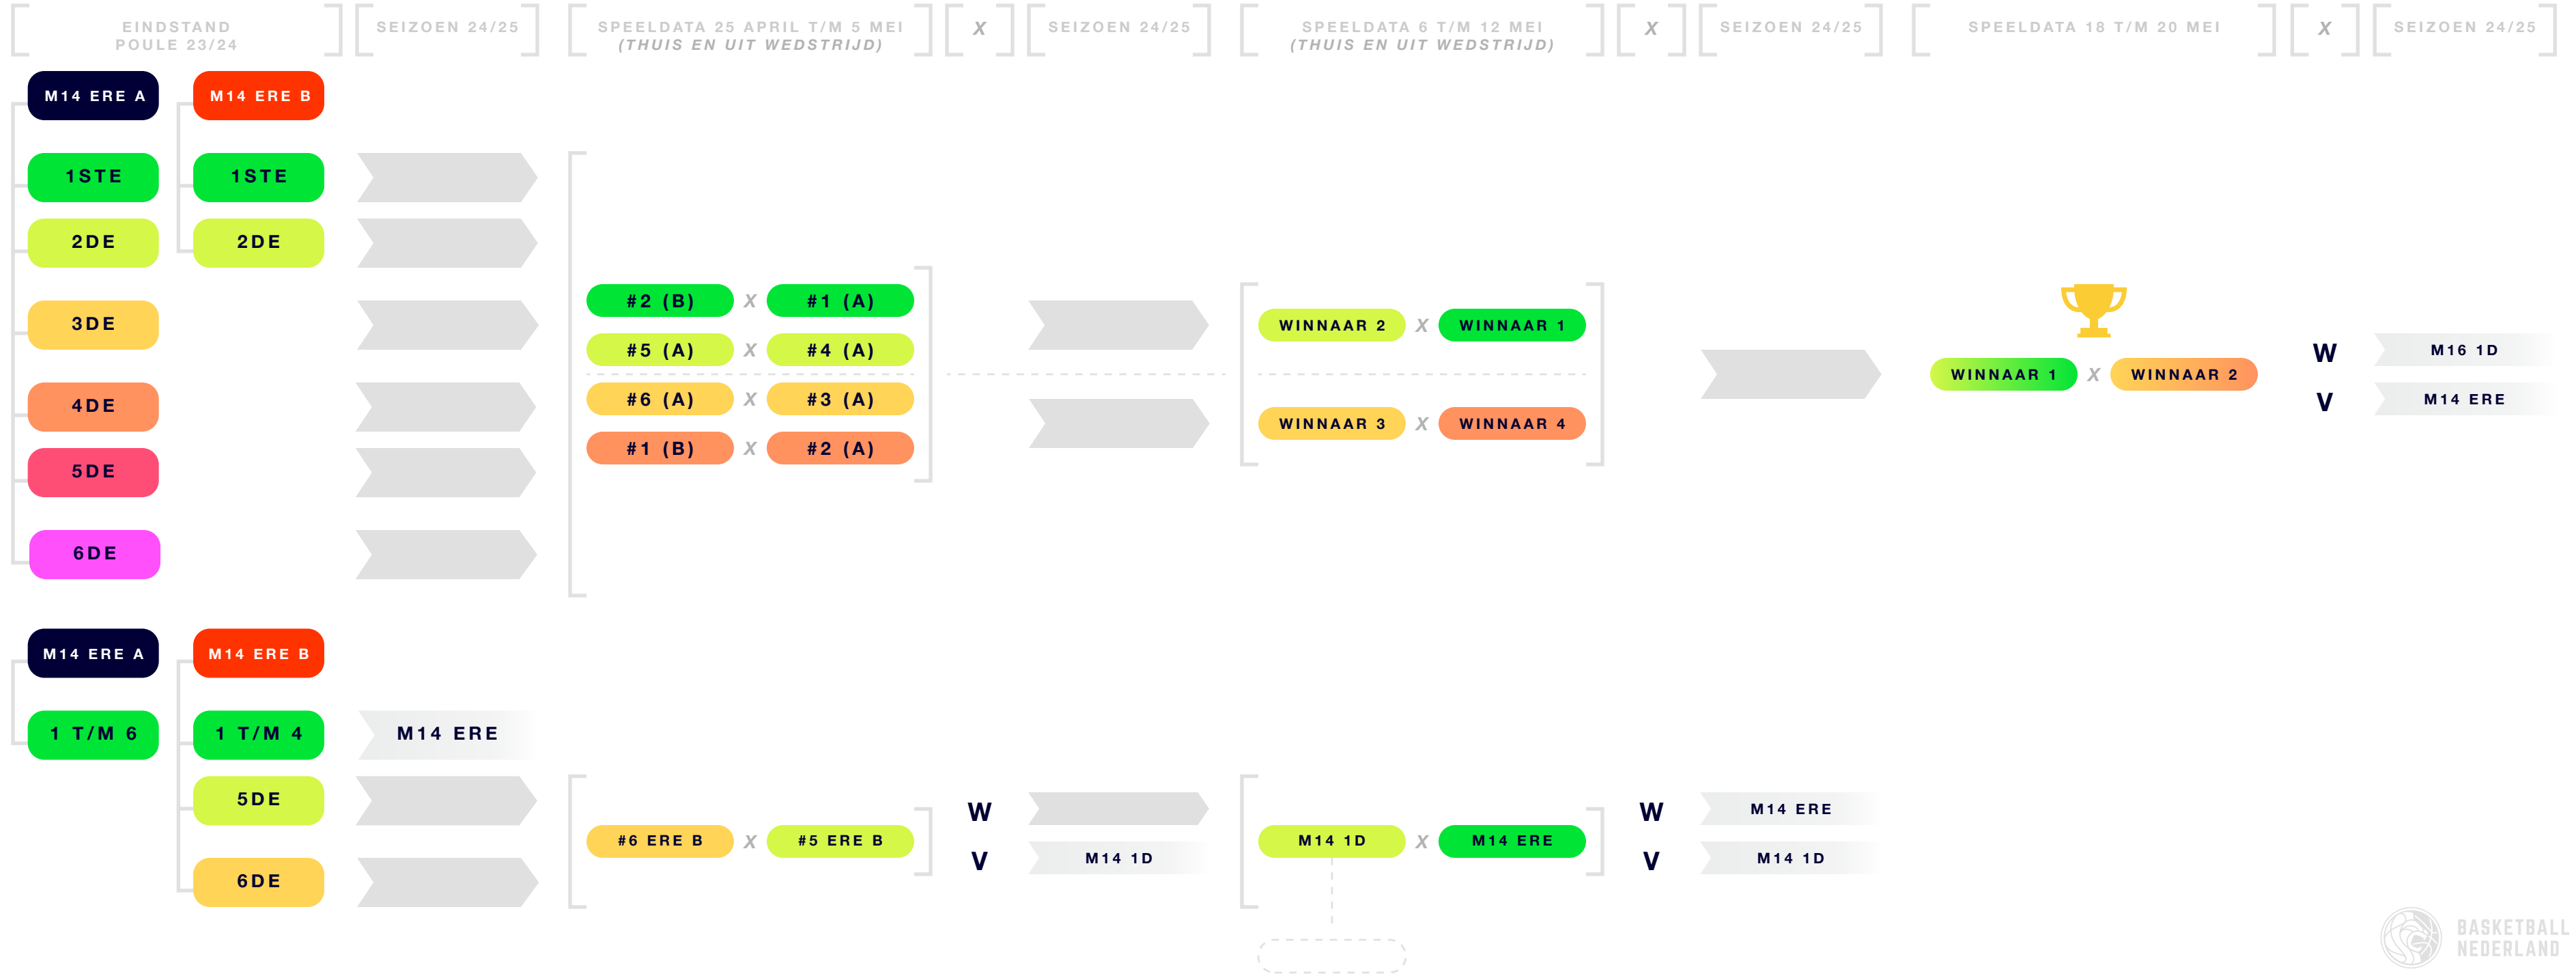 EINDSTAND
POULE 23/24
SEIZOEN 24/25
SPEELDATA 25 APRIL T/M 5 MEI
(THUIS EN UIT WEDSTRIJD)
X
SEIZOEN 24/25
SPEELDATA 6 T/M 12 MEI
(THUIS EN UIT WEDSTRIJD)
X
SEIZOEN 24/25
SPEELDATA 18 T/M 20 MEI
X
SEIZOEN 24/25
M14 ERE A
M14 ERE B
1STE
1STE
2DE
2DE
3DE
4DE
5DE
6DE
#2 (B) X #1 (A)
#5 (A) X #4 (A)
#6 (A) X #3 (A)
#1 (B) X #2 (A)
WINNAAR 2 X WINNAAR 1
WINNAAR 3 X WINNAAR 4
WINNAAR 1 X WINNAAR 2
W M16 1D
V M14 ERE
M14 ERE A
M14 ERE B
1 T/M 6
1 T/M 4
M14 ERE
5DE
6DE
#6 ERE B X #5 ERE B
W
V M14 1D
M14 1D X M14 ERE
W M14 ERE
V M14 1D
BASKETBALL
NEDERLAND